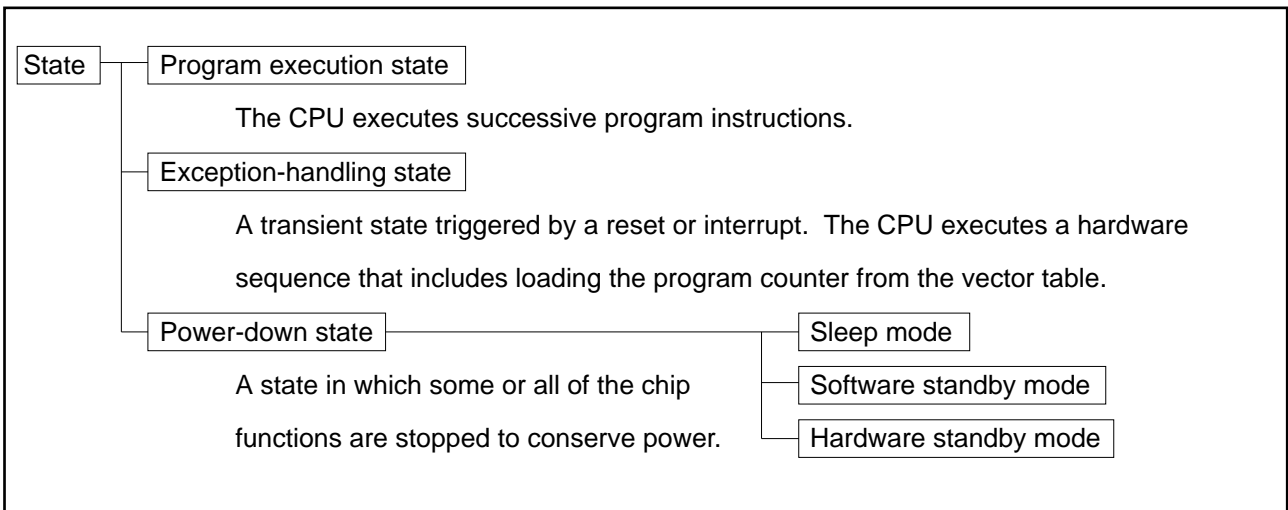 State
Program execution state
The CPU executes successive program instructions.
Exception-handling state
A transient state triggered by a reset or interrupt.  The CPU executes a hardware
sequence that includes loading the program counter from the vector table.
Power-down state
A state in which some or all of the chip
functions are stopped to conserve power.
Sleep mode
Software standby mode
Hardware standby mode